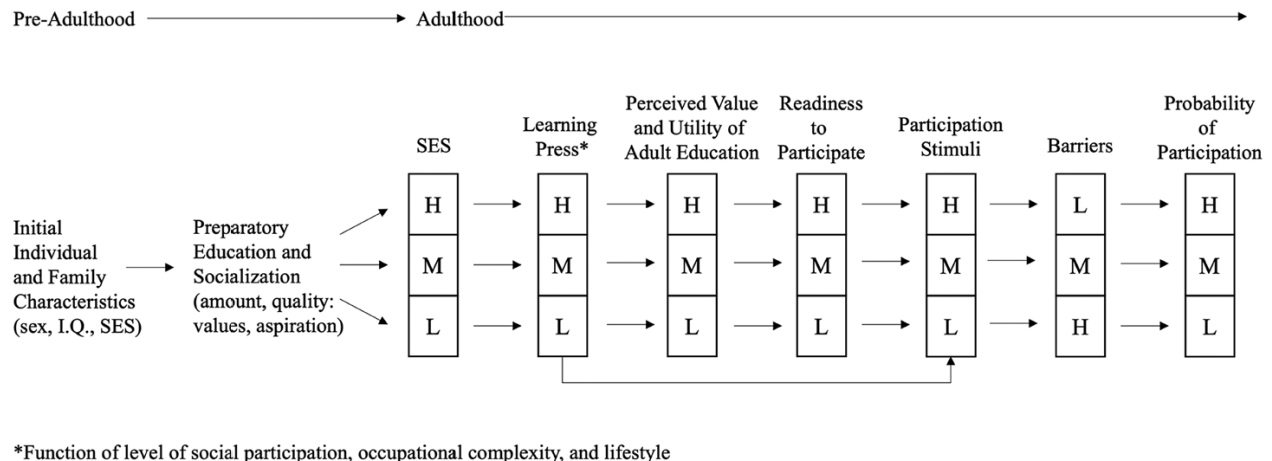 Pre-Adulthood
Adulthood
SES
Learning
Press*
Perceived Value
and Utility of
Adult Education
Readiness
to
Participate
Participation
Stimuli
Barriers
Probability
of
Participation
Initial
Individual
and Family
Characteristics
(sex, I.Q., SES)
Preparatory
Education and
Socialization
(amount, quality:
values, aspiration)
H H H H H L H
M M M M M M M
L L L L L H L
*Function of level of social participation, occupational complexity, and lifestyle